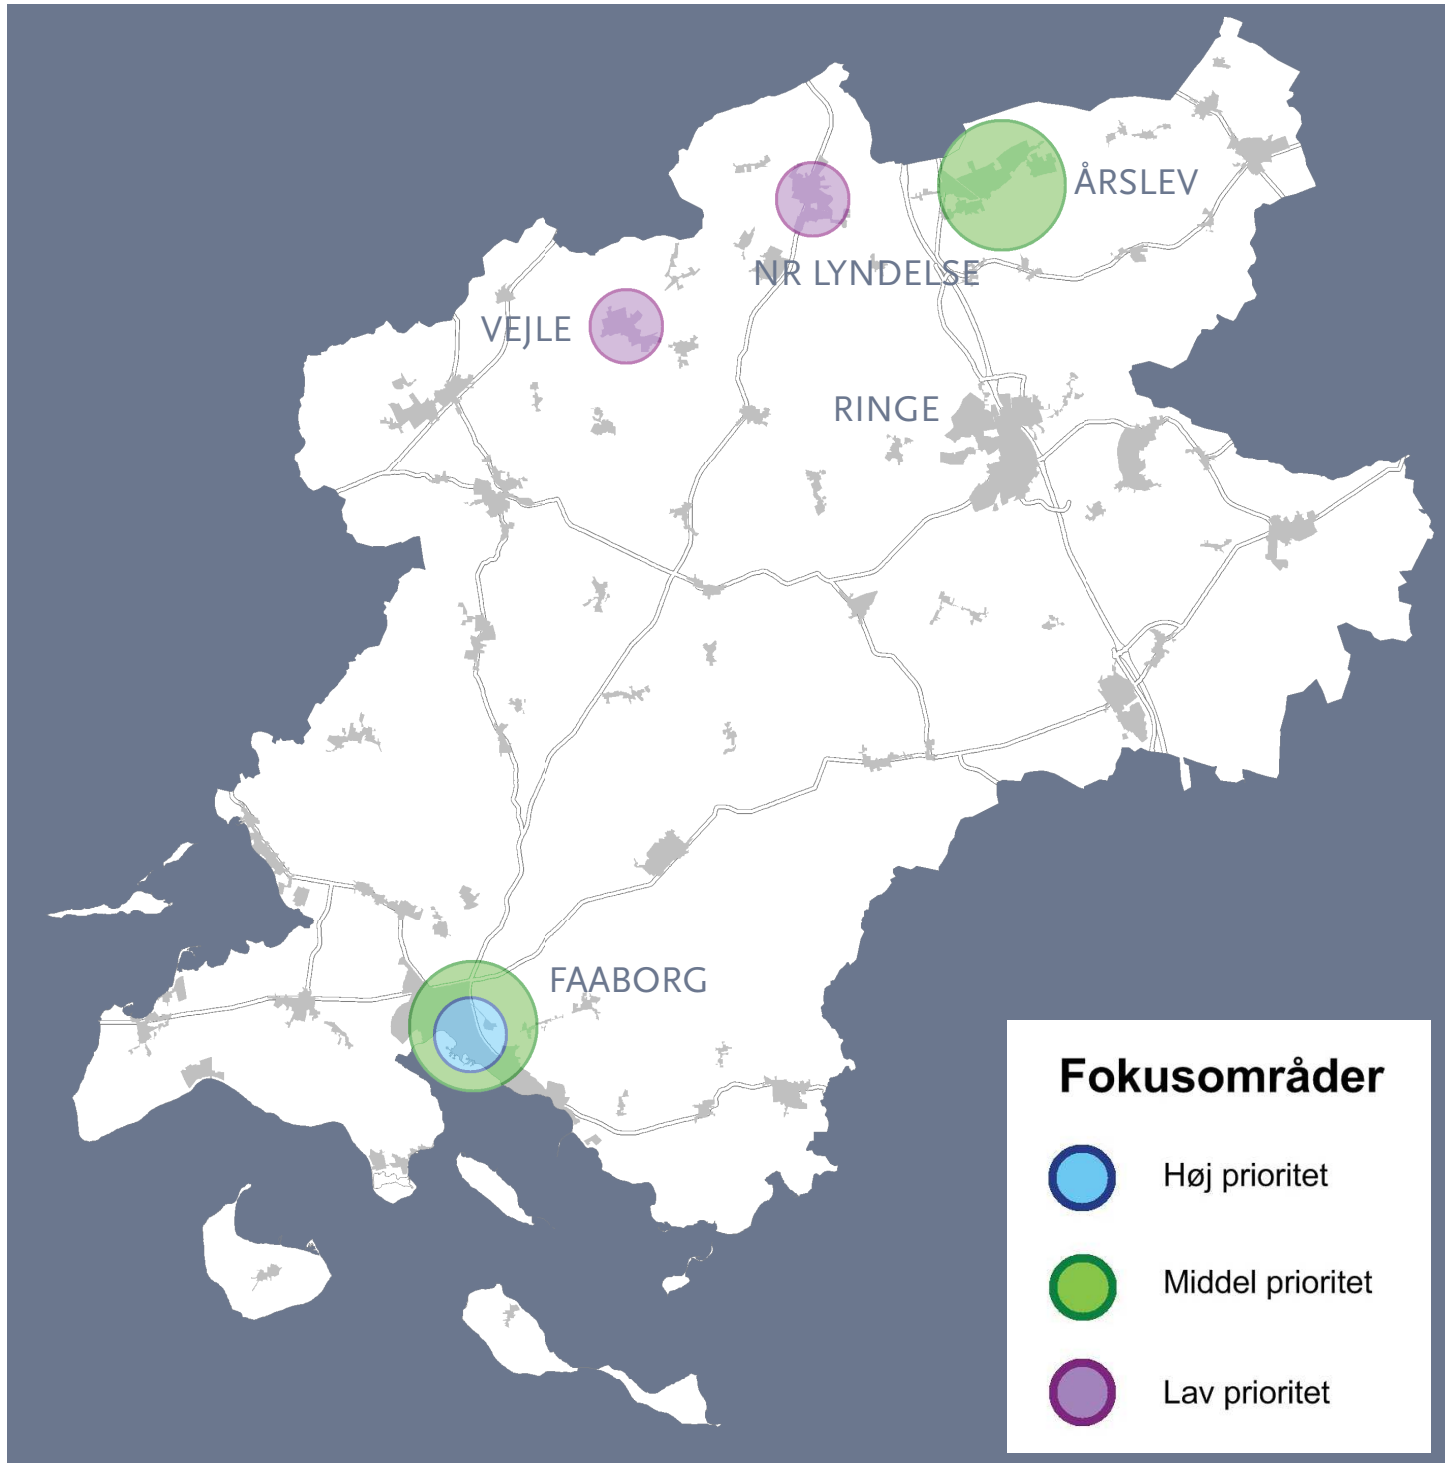 ÅRSLEV
NR LYNDELSE
VEJLE
RINGE
FAABORG
Fokusområder
Høj prioritet
Middel prioritet
Lav prioritet